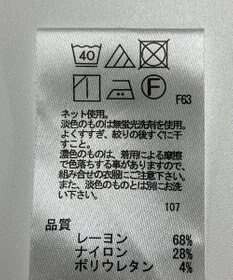 40
F
F63
ネット使用。
淡色のものは無蛍光洗剤を使用。
よくすすぎ、絞りの後すぐに干
すこと。
濃色のものは、着用による摩擦
で色落ちする事がありますので、
組み合せの衣服にご注意下さい。
また、淡色のものとは別にお洗
い下さい。
107
品質
レーヨン 68%
ナイロン 28%
ポリウレタン 4%